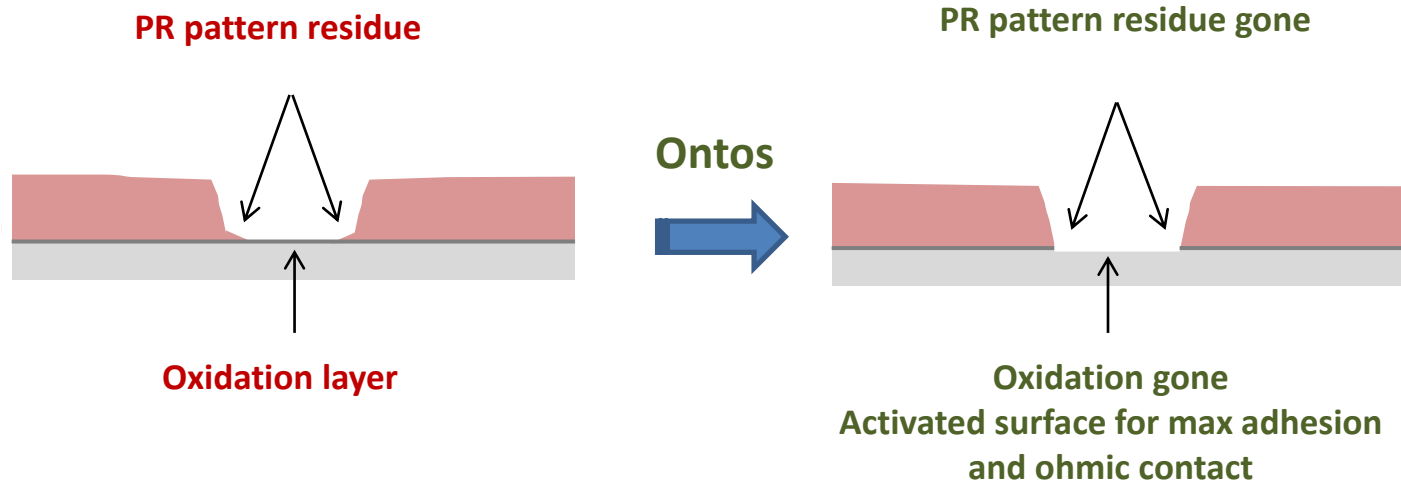 PR pattern residue
Oxidation layer
Ontos
PR pattern residue gone
Oxidation gone
Activated surface for max adhesion
and ohmic contact